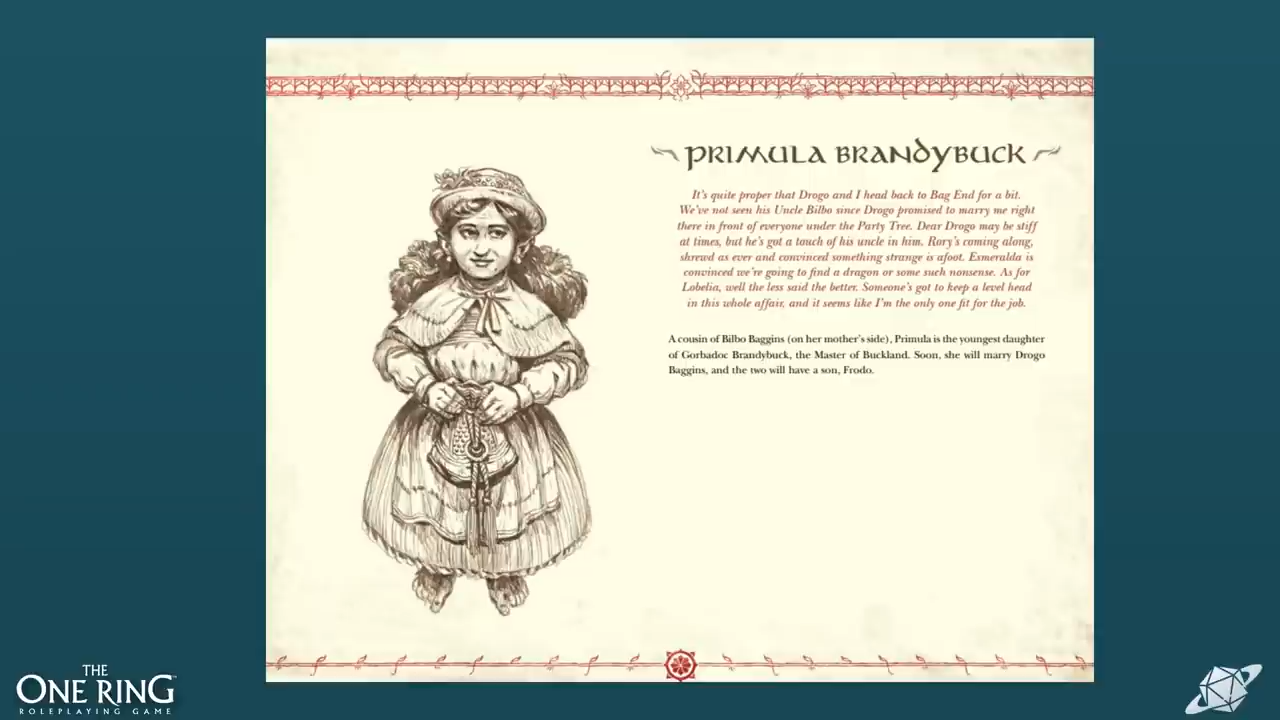 PRIMULA BRANDYBUCK
It's quite proper that Drogo and I head back to Bag End for a bit.
We've not seen his Uncle Bilbo since Drogo promised to marry me right
there in front of everyone under the Party Tree. Dear Drogo may be stiff
at times, but he's got a touch of his uncle in him. Rory's coming along,
shrewd as ever and convinced something strange is afoot. Esmeralda is
convinced we're going to find a dragon or some such nonsense. As for
Lobelia, well the less said the better. Someone's got to keep a level head
in this whole affair, and it seems like I'm the only one fit for the job.
A cousin of Bilbo Baggins (on her mother's side), Primula is the youngest daughter
of Gorbadoc Brandybuck, the Master of Buckland. Soon, she will marry Drogo
Baggins, and the two will have a son, Frodo.
THE
ONE RING™
ROLEPLAYING GAME